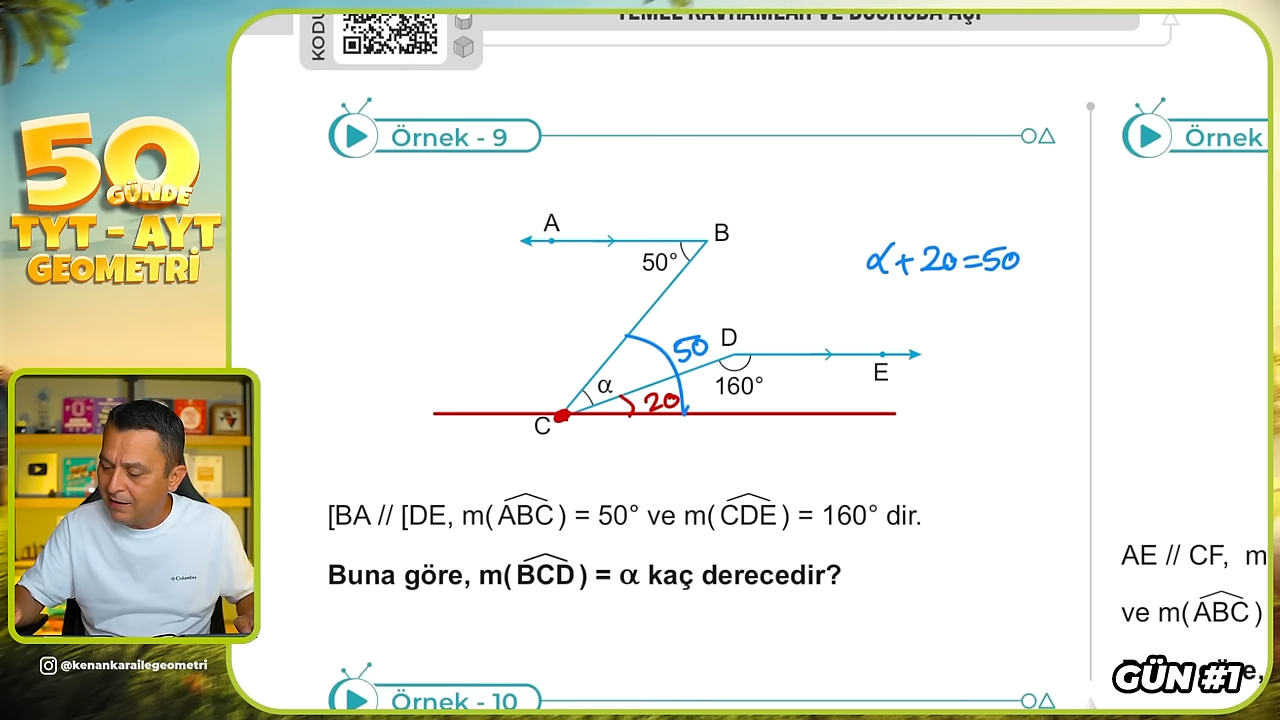 KODU
TEMEL KAVRAMLAR VE DOĞRUDA AÇI
50
GÜNDE
TYT - AYT
GEOMETRİ
Örnek - 9
A
B
50°
α+20=50
50
D
α
160°
E
20
C
[BA // [DE, m(ABC) = 50° ve m(CDE) = 160° dir.
Buna göre, m(BCD) = α kaç derecedir?
Örnek - 10
Örnek
AE // CF, m
ve m(ABC)
GÜN #1
Columbia
@kenankarailegeometri